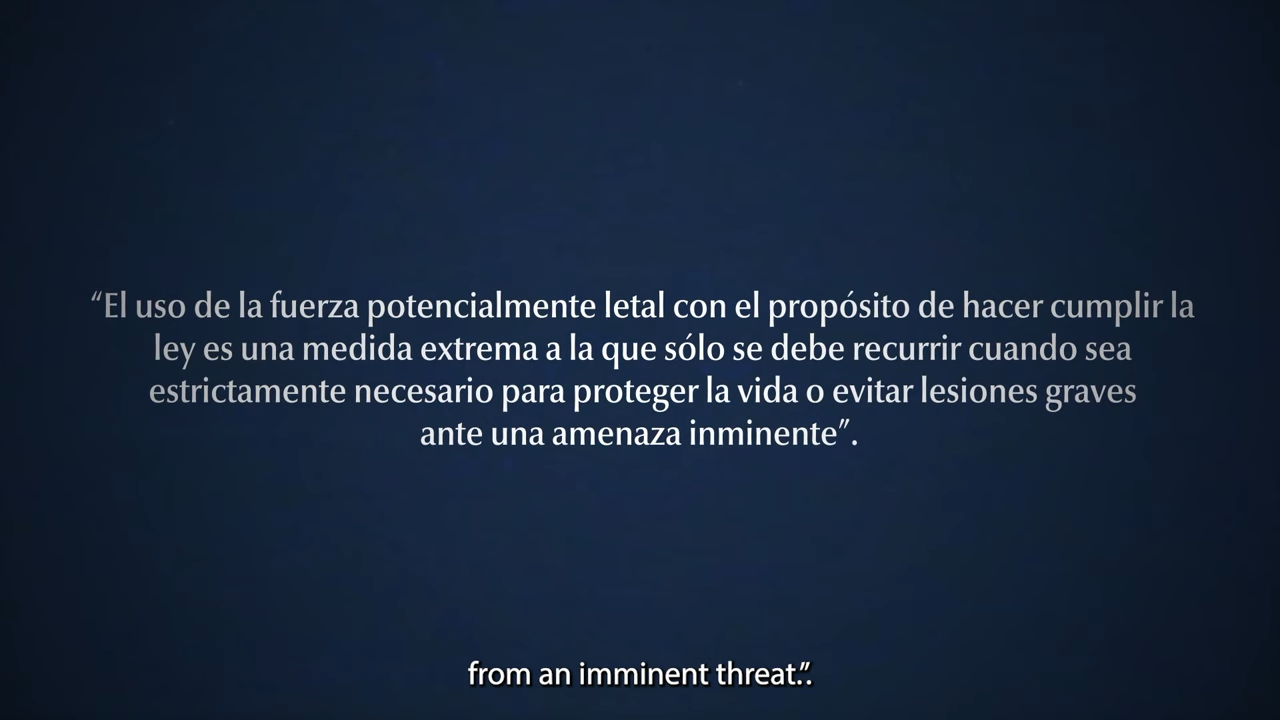 “El uso de la fuerza potencialmente letal con el propósito de hacer cumplir la
ley es una medida extrema a la que sólo se debe recurrir cuando sea
estrictamente necesario para proteger la vida o evitar lesiones graves
ante una amenaza inminente”.
from an imminent threat.”.